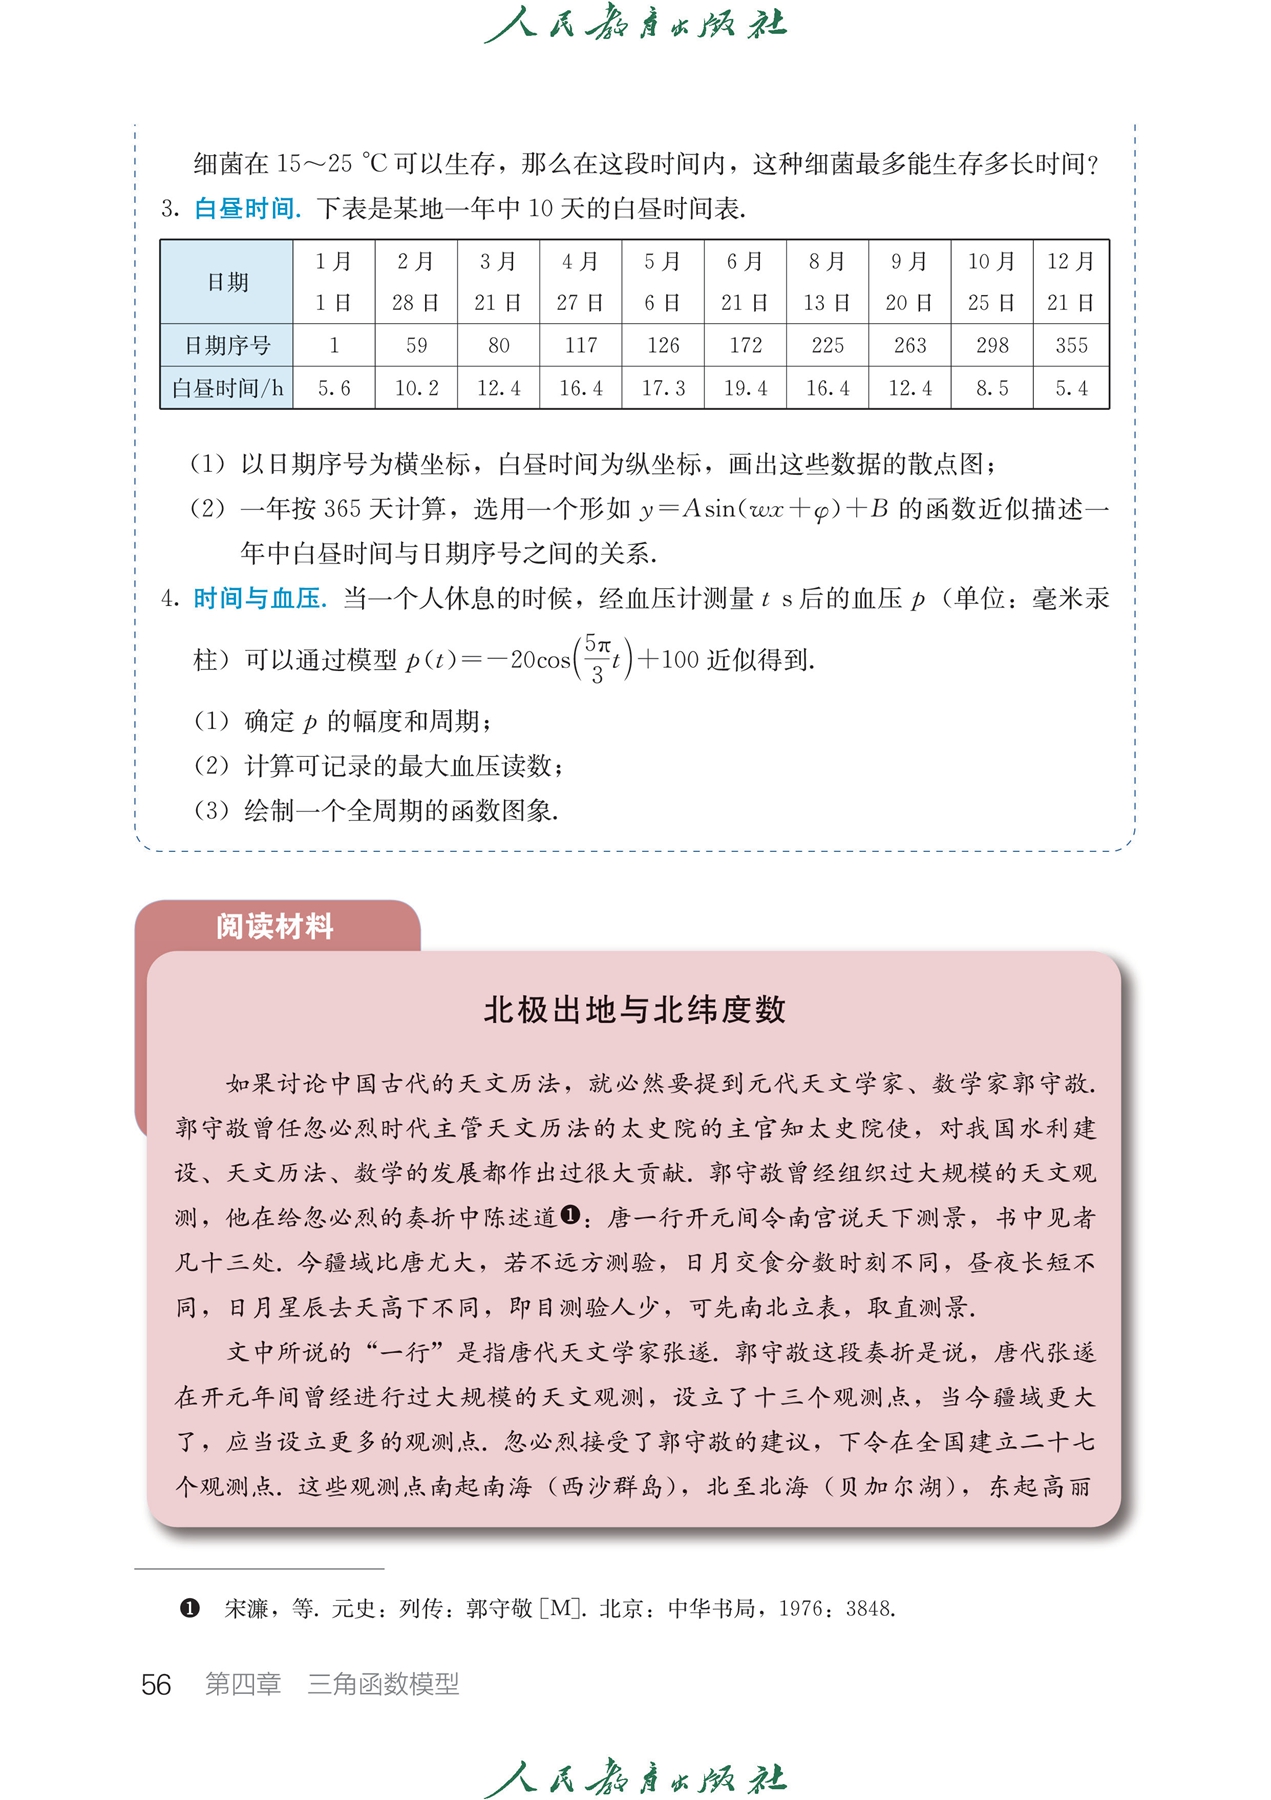 人民教育出版社
细菌在 15～25 ℃可以生存，那么在这段时间内，这种细菌最多能生存多长时间？
3. 白昼时间. 下表是某地一年中 10 天的白昼时间表.
日期 1 月 1 日 2 月 28 日 3 月 21 日 4 月 27 日 5 月 6 日 6 月 21 日 8 月 13 日 9 月 20 日 10 月 25 日 12 月 21 日
日期序号 1 59 80 117 126 172 225 263 298 355
白昼时间/h 5.6 10.2 12.4 16.4 17.3 19.4 16.4 12.4 8.5 5.4
（1）以日期序号为横坐标，白昼时间为纵坐标，画出这些数据的散点图；
（2）一年按 365 天计算，选用一个形如 y=Asin(wx+φ)+B 的函数近似描述一
年中白昼时间与日期序号之间的关系.
4. 时间与血压. 当一个人休息的时候，经血压计测量 t s 后的血压 p（单位：毫米汞
柱）可以通过模型 p(t)=-20cos(5π/3 t)+100 近似得到.
（1）确定 p 的幅度和周期；
（2）计算可记录的最大血压读数；
（3）绘制一个全周期的函数图象.
阅读材料
北极出地与北纬度数
如果讨论中国古代的天文历法，就必然要提到元代天文学家、数学家郭守敬.
郭守敬曾任忽必烈时代主管天文历法的太史院的主官知太史院使，对我国水利建
设、天文历法、数学的发展都作出过很大贡献. 郭守敬曾经组织过大规模的天文观
测，他在给忽必烈的奏折中陈述道❶：唐一行开元间令南宫说天下测景，书中见者
凡十三处. 今疆域比唐尤大，若不远方测验，日月交食分数时刻不同，昼夜长短不
同，日月星辰去天高下不同，即目测验人少，可先南北立表，取直测景.
文中所说的“一行”是指唐代天文学家张遂. 郭守敬这段奏折是说，唐代张遂
在开元年间曾经进行过大规模的天文观测，设立了十三个观测点，当今疆域更大
了，应当设立更多的观测点. 忽必烈接受了郭守敬的建议，下令在全国建立二十七
个观测点. 这些观测点南起南海（西沙群岛），北至北海（贝加尔湖），东起高丽
❶ 宋濂，等. 元史：列传：郭守敬［M］. 北京：中华书局，1976：3848.
56 第四章 三角函数模型
人民教育出版社